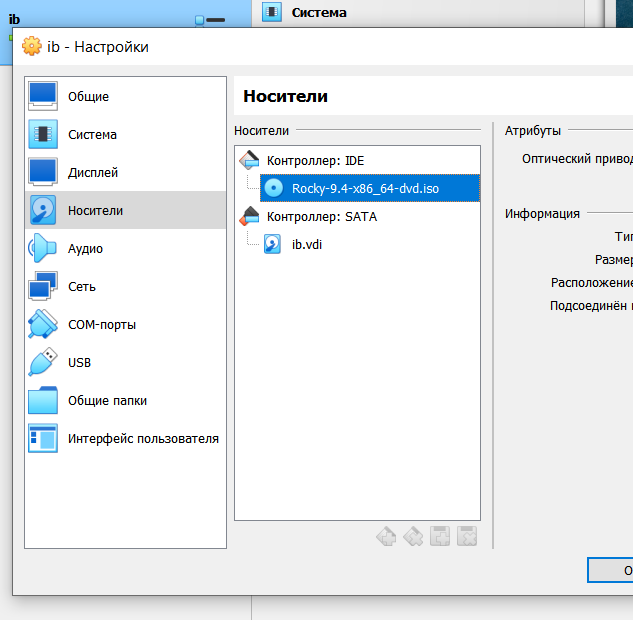 ib
Система
ib - Настройки
Общие
Система
Дисплей
Носители
Аудио
Сеть
COM-порты
USB
Общие папки
Интерфейс пользователя
Носители
Носители
Контроллер: IDE
Rocky-9.4-x86_64-dvd.iso
Контроллер: SATA
ib.vdi
Атрибуты
Оптический привод
Информация
Тип
Размер
Расположение
Подсоединён